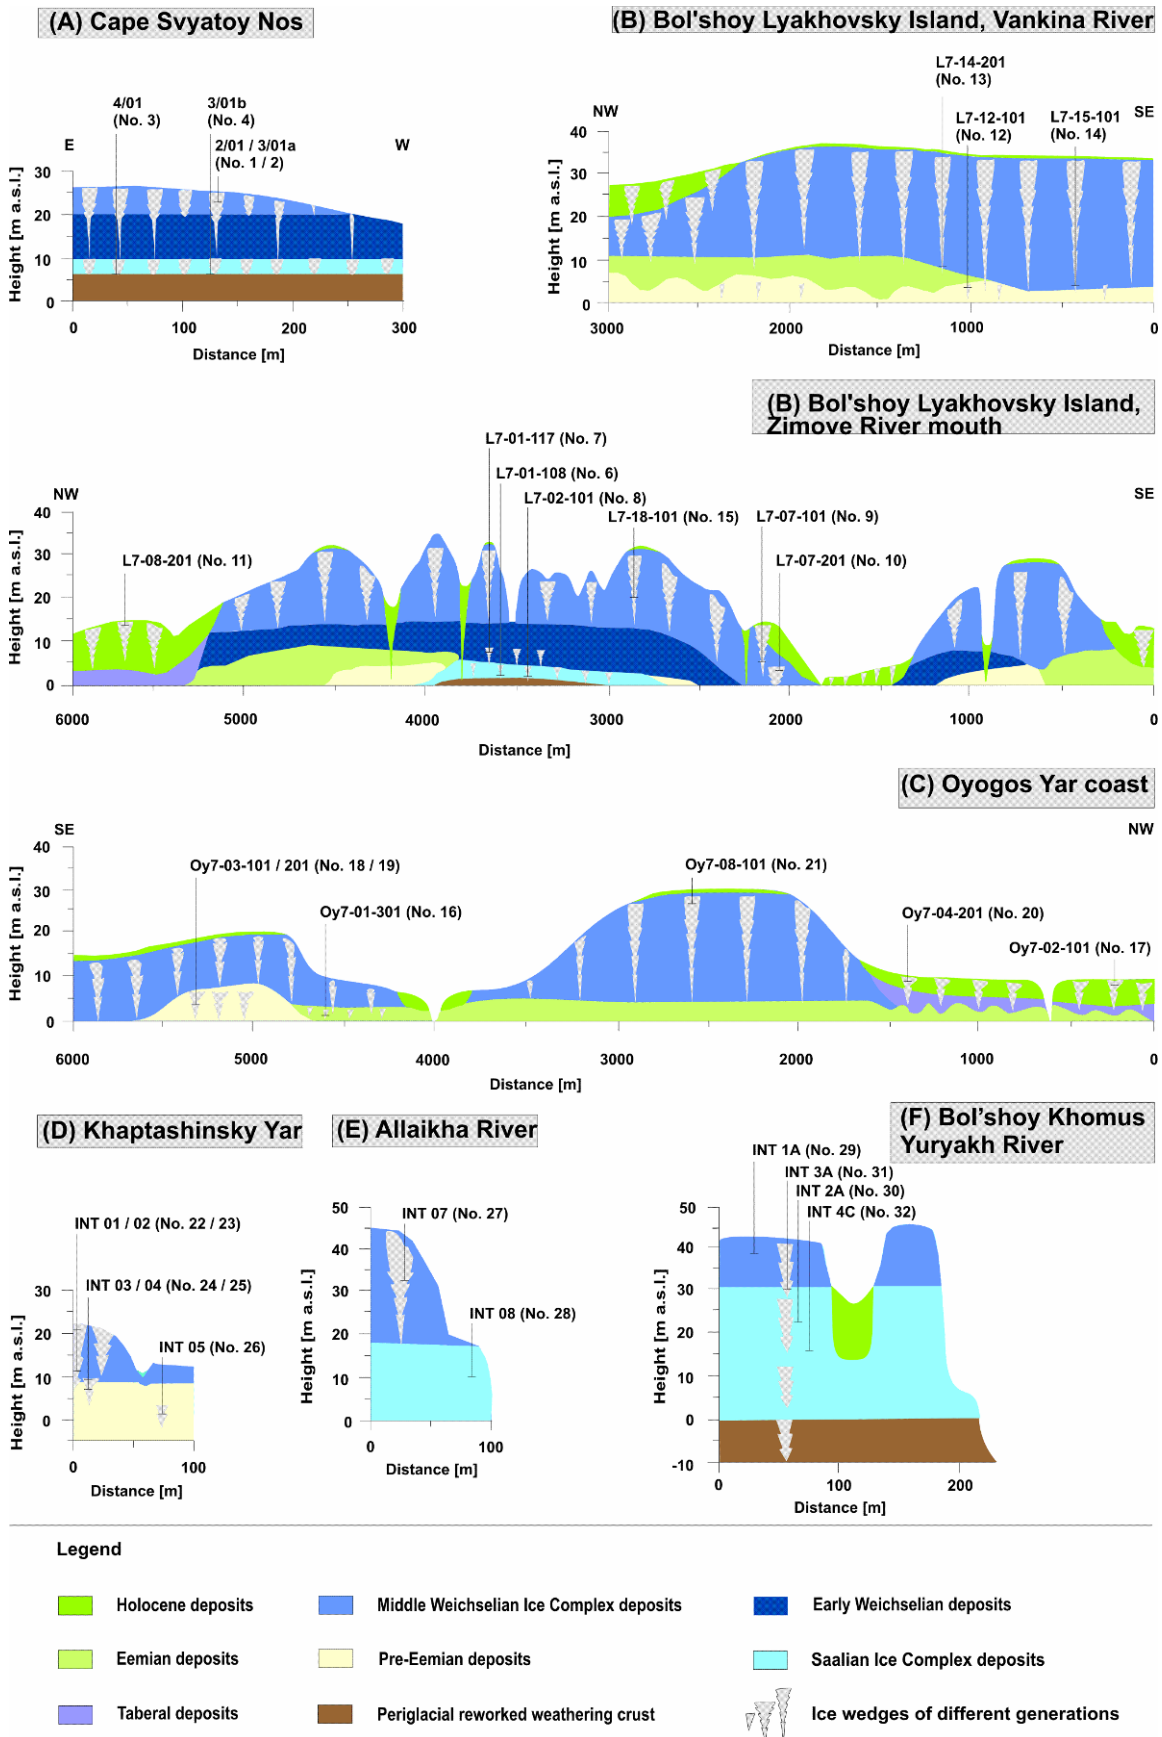 (A) Cape Svyatoy Nos
(B) Bol'shoy Lyakhovsky Island, Vankina River
4/01
(No. 3)
3/01b
(No. 4)
2/01 / 3/01a
(No. 1 / 2)
E
W
Height [m a.s.l.]
30
20
10
0
0
100
200
300
Distance [m]
L7-14-201
(No. 13)
L7-12-101
(No. 12)
L7-15-101
(No. 14)
NW
SE
Height [m a.s.l.]
40
30
20
10
0
3000
2000
1000
0
Distance [m]
(B) Bol'shoy Lyakhovsky Island,
Zimove River mouth
L7-01-117 (No. 7)
L7-01-108 (No. 6)
L7-02-101 (No. 8)
L7-18-101 (No. 15)
L7-07-101 (No. 9)
L7-08-201 (No. 11)
L7-07-201 (No. 10)
NW
SE
Height [m a.s.l.]
40
30
20
10
0
6000
5000
4000
3000
2000
1000
0
Distance [m]
(C) Oyogos Yar coast
SE
NW
Oy7-03-101 / 201 (No. 18 / 19)
Oy7-01-301 (No. 16)
Oy7-08-101 (No. 21)
Oy7-04-201 (No. 20)
Oy7-02-101 (No. 17)
Height [m a.s.l.]
40
30
20
10
0
6000
5000
4000
3000
2000
1000
0
Distance [m]
(D) Khaptashinsky Yar
INT 01 / 02 (No. 22 / 23)
INT 03 / 04 (No. 24 / 25)
INT 05 (No. 26)
Height [m a.s.l.]
30
20
10
0
0
100
Distance [m]
(E) Allaikha River
INT 07 (No. 27)
INT 08 (No. 28)
Height [m a.s.l.]
50
40
30
20
10
0
0
100
Distance [m]
(F) Bol’shoy Khomus
Yuryakh River
INT 1A (No. 29)
INT 3A (No. 31)
INT 2A (No. 30)
INT 4C (No. 32)
Height [m a.s.l.]
50
40
30
20
10
0
-10
0
100
200
Distance [m]
Legend
Holocene deposits
Middle Weichselian Ice Complex deposits
Early Weichselian deposits
Eemian deposits
Pre-Eemian deposits
Saalian Ice Complex deposits
Taberal deposits
Periglacial reworked weathering crust
Ice wedges of different generations